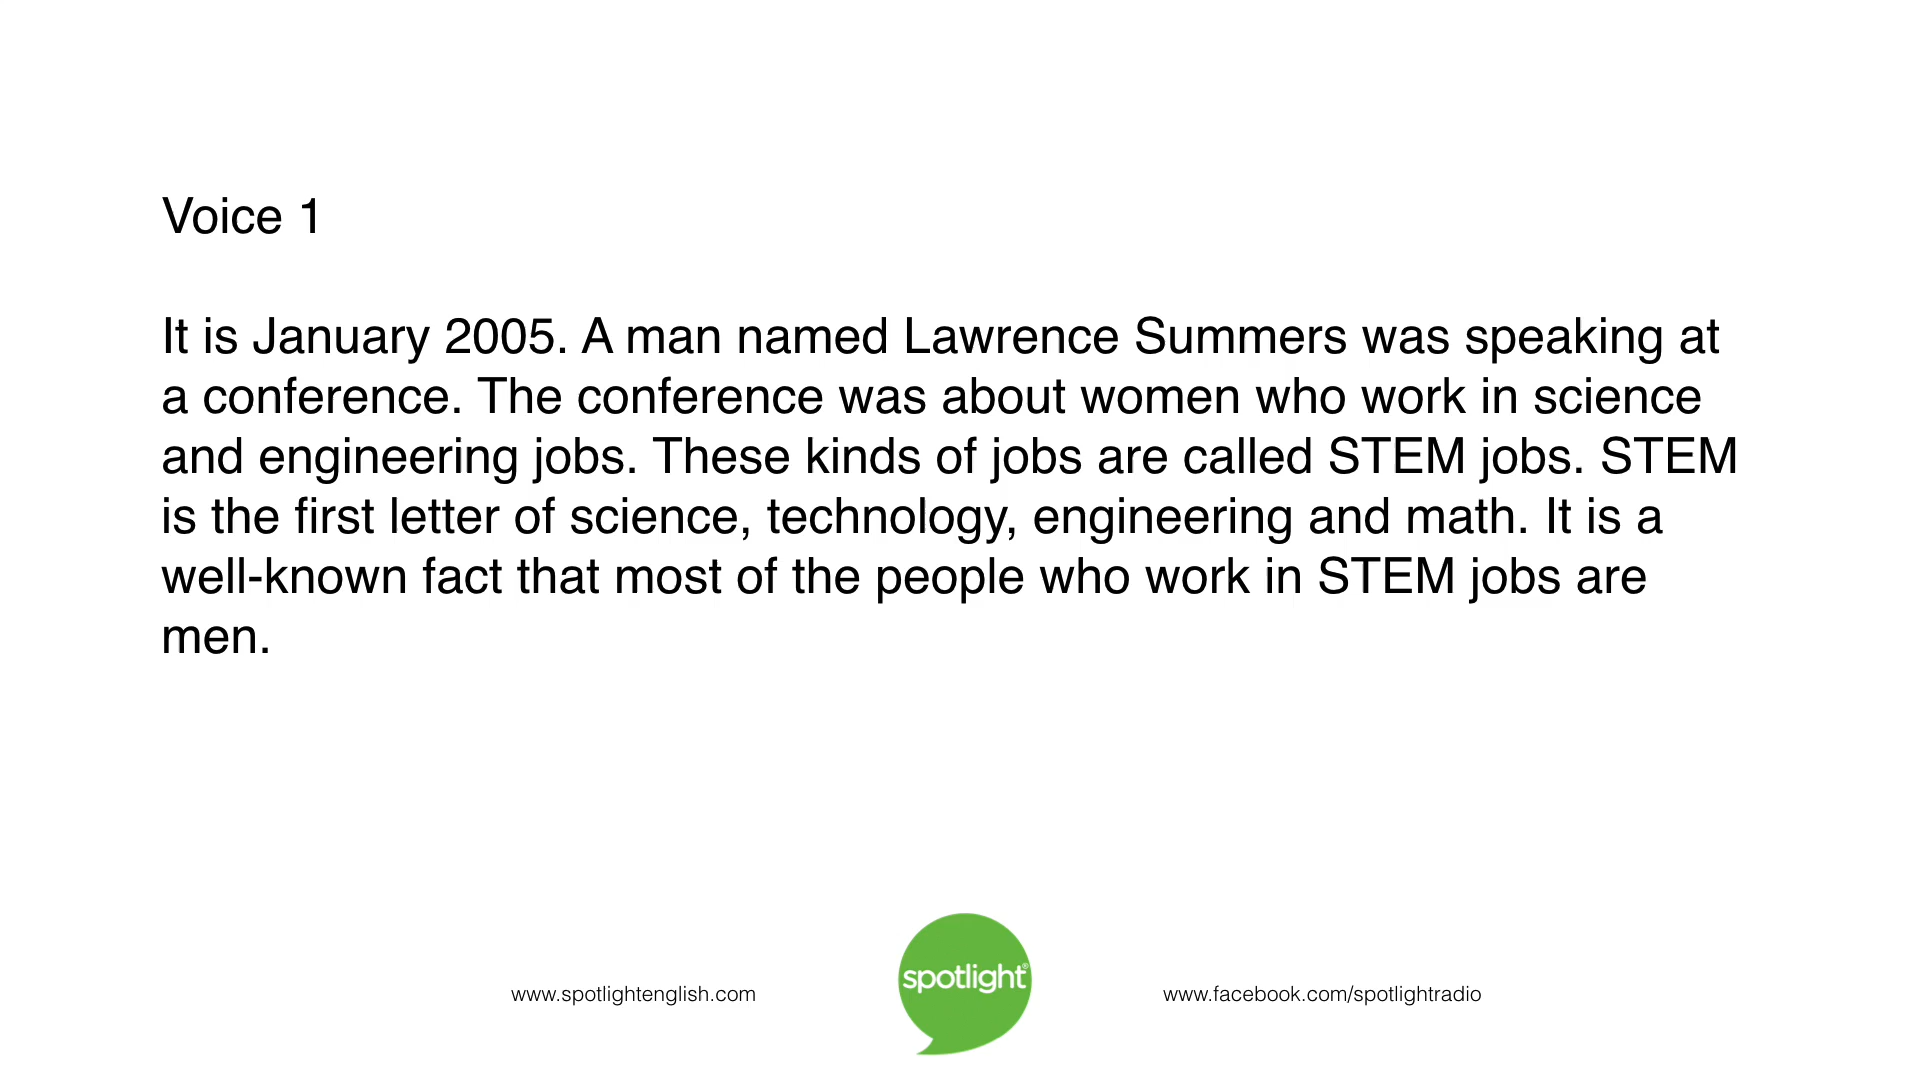 Voice 1
It is January 2005. A man named Lawrence Summers was speaking at
a conference. The conference was about women who work in science
and engineering jobs. These kinds of jobs are called STEM jobs. STEM
is the first letter of science, technology, engineering and math. It is a
well-known fact that most of the people who work in STEM jobs are
men.
www.spotlightenglish.com
spotlight®
www.facebook.com/spotlightradio